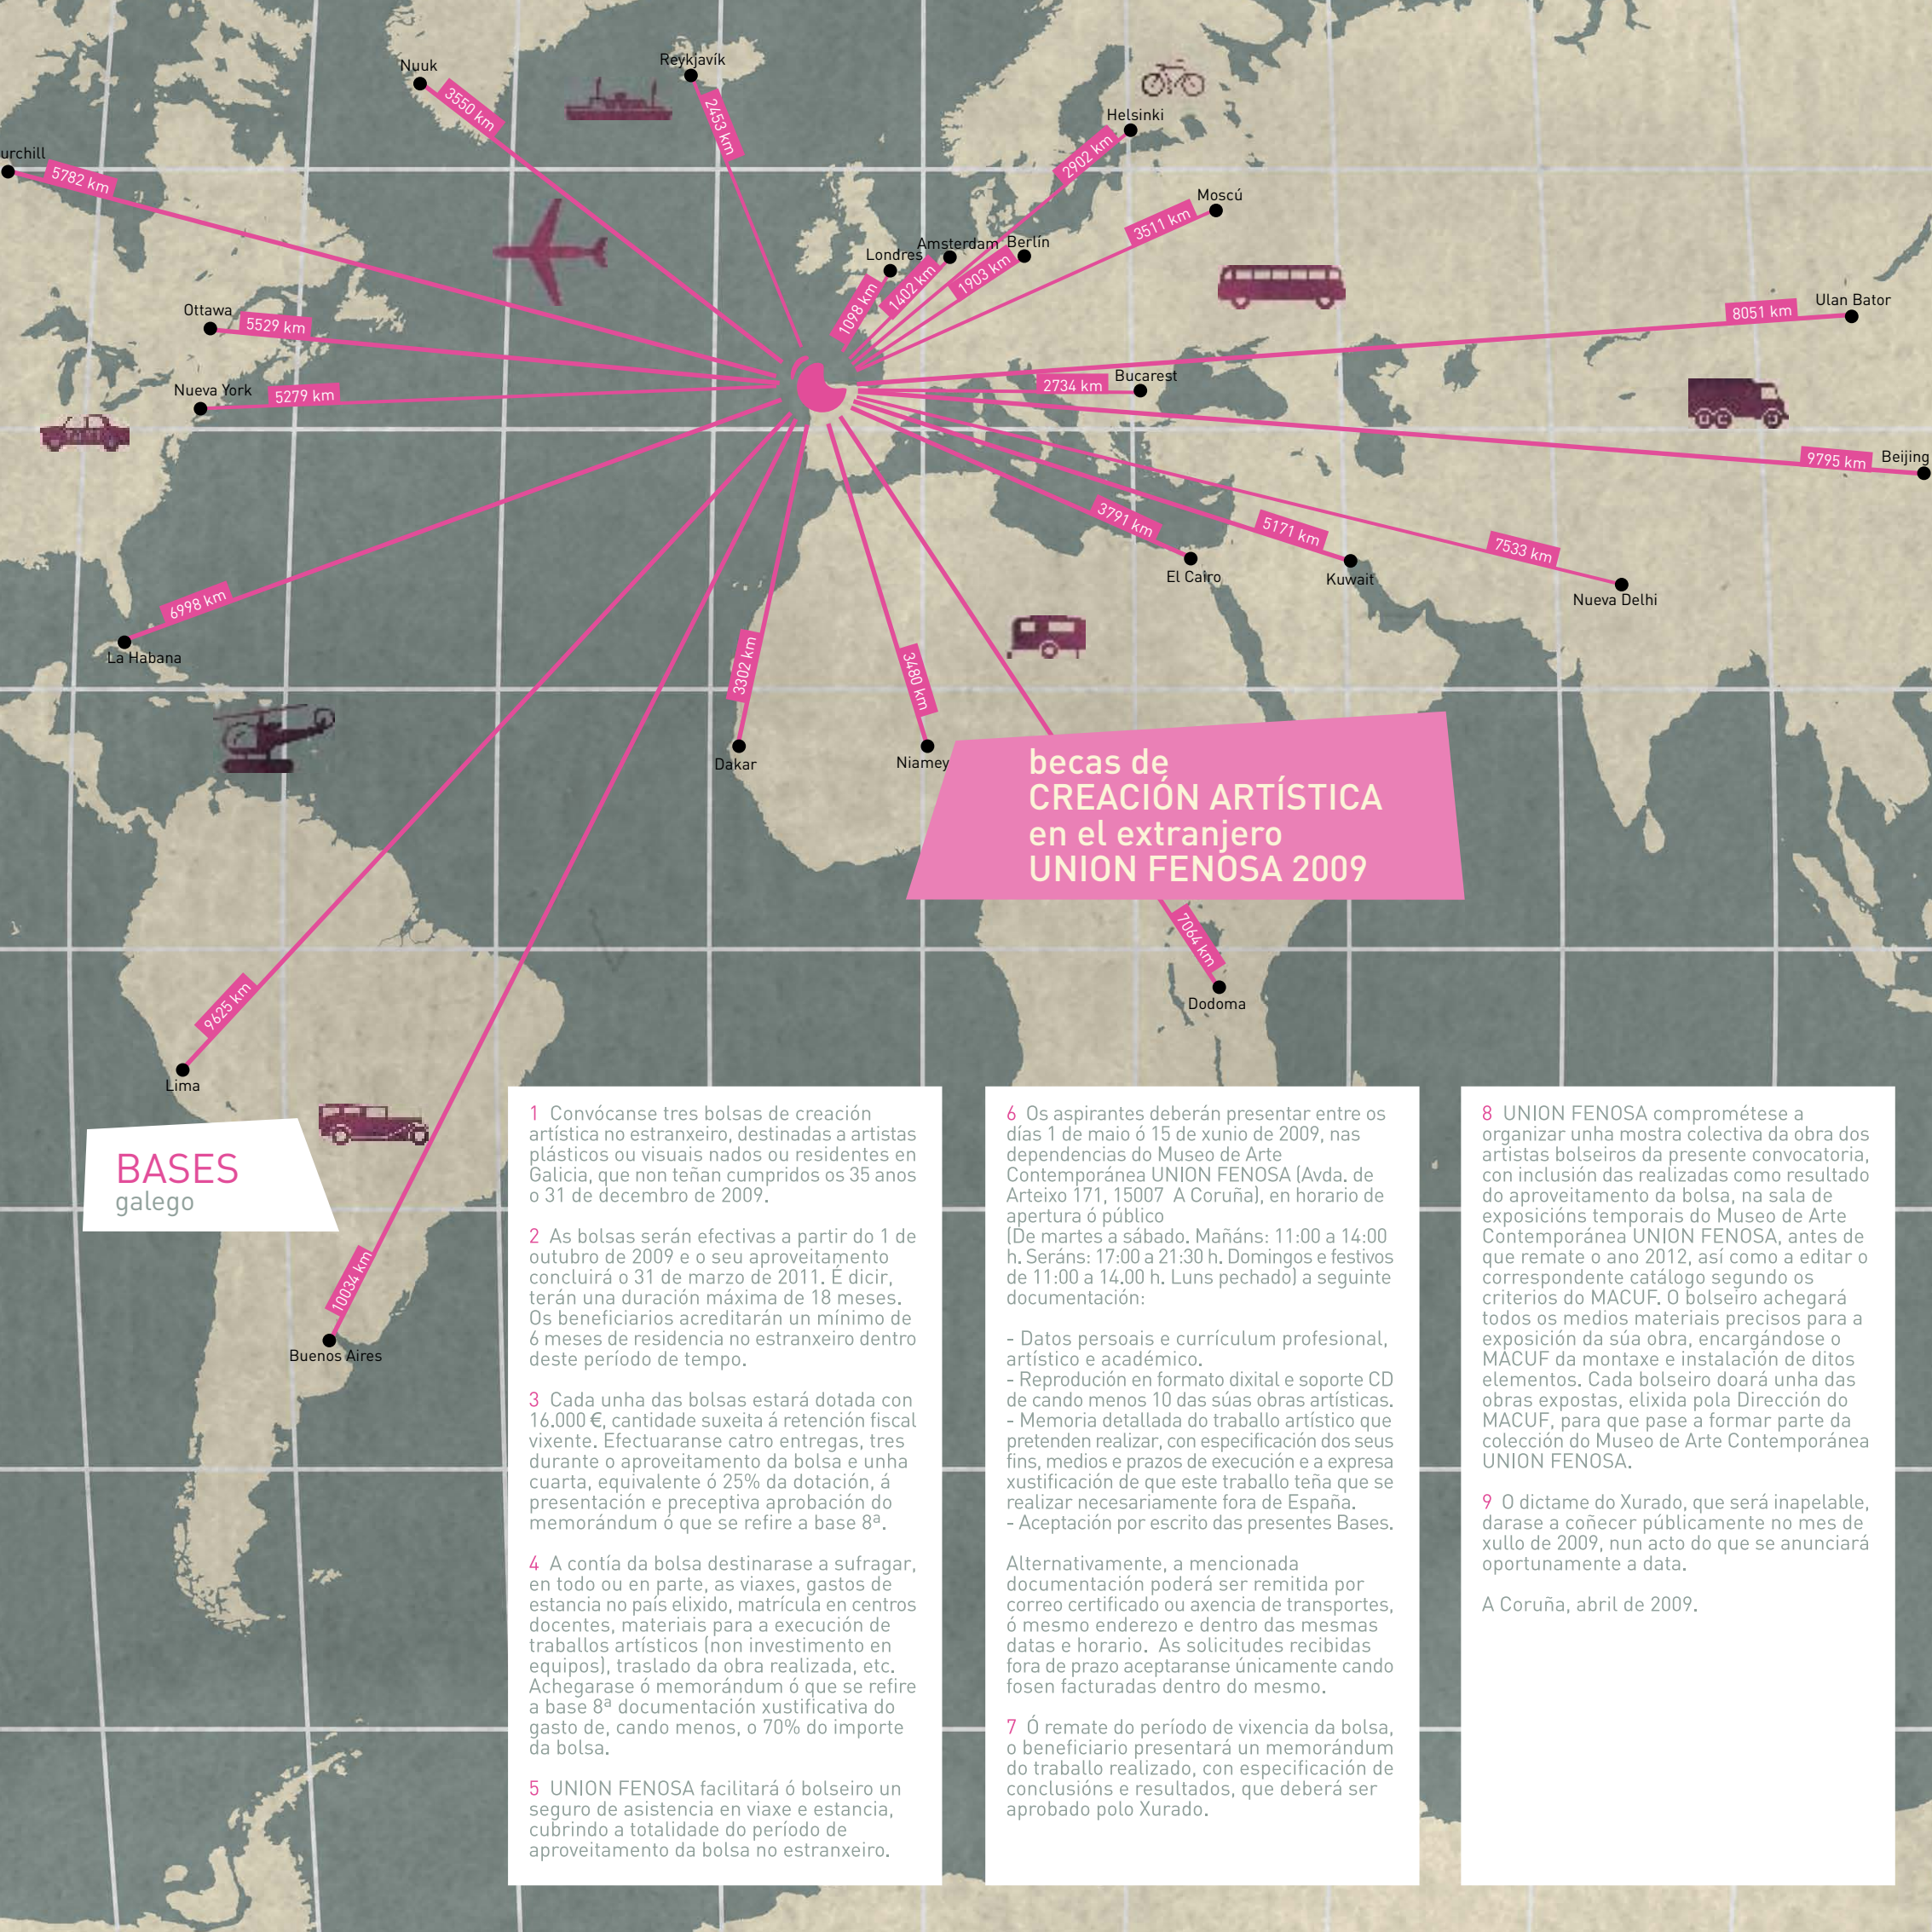 Nuuk
3550 km
Reykjavík
2453 km
Helsinki
2902 km
urchill
5782 km
Moscú
3511 km
Londres
1098 km
Amsterdam
1402 km
Berlín
1903 km
Ottawa
5529 km
Ulan Bator
8051 km
Nueva York
5279 km
Bucarest
2734 km
TAXI
Beijing
9795 km
3791 km
El Cairo
5171 km
Kuwait
7533 km
Nueva Delhi
6998 km
La Habana
3302 km
Dakar
3480 km
Niamey
becas de
CREACIÓN ARTÍSTICA
en el extranjero
UNION FENOSA 2009
7064 km
Dodoma
9625 km
Lima
10034 km
Buenos Aires
BASES
galego
1 Convócanse tres bolsas de creación
artística no estranxeiro, destinadas a artistas
plásticos ou visuais nados ou residentes en
Galicia, que non teñan cumpridos os 35 anos
o 31 de decembro de 2009.
2 As bolsas serán efectivas a partir do 1 de
outubro de 2009 e o seu aproveitamento
concluirá o 31 de marzo de 2011. É dicir,
terán una duración máxima de 18 meses.
Os beneficiarios acreditarán un mínimo de
6 meses de residencia no estranxeiro dentro
deste período de tempo.
3 Cada unha das bolsas estará dotada con
16.000 €, cantidade suxeita á retención fiscal
vixente. Efectuaranse catro entregas, tres
durante o aproveitamento da bolsa e unha
cuarta, equivalente ó 25% da dotación, á
presentación e preceptiva aprobación do
memorándum ó que se refire a base 8ª.
4 A contía da bolsa destinarase a sufragar,
en todo ou en parte, as viaxes, gastos de
estancia no país elixido, matrícula en centros
docentes, materiais para a execución de
traballos artísticos (non investimento en
equipos), traslado da obra realizada, etc.
Achegarase ó memorándum ó que se refire
a base 8ª documentación xustificativa do
gasto de, cando menos, o 70% do importe
da bolsa.
5 UNION FENOSA facilitará ó bolseiro un
seguro de asistencia en viaxe e estancia,
cubrindo a totalidade do período de
aproveitamento da bolsa no estranxeiro.
6 Os aspirantes deberán presentar entre os
días 1 de maio ó 15 de xunio de 2009, nas
dependencias do Museo de Arte
Contemporánea UNION FENOSA (Avda. de
Arteixo 171, 15007 A Coruña), en horario de
apertura ó público
(De martes a sábado. Mañáns: 11:00 a 14:00
h. Seráns: 17:00 a 21:30 h. Domingos e festivos
de 11:00 a 14.00 h. Luns pechado) a seguinte
documentación:
- Datos persoais e currículum profesional,
artístico e académico.
- Reprodución en formato dixital e soporte CD
de cando menos 10 das súas obras artísticas.
- Memoria detallada do traballo artístico que
pretenden realizar, con especificación dos seus
fins, medios e prazos de execución e a expresa
xustificación de que este traballo teña que se
realizar necesariamente fora de España.
- Aceptación por escrito das presentes Bases.
Alternativamente, a mencionada
documentación poderá ser remitida por
correo certificado ou axencia de transportes,
ó mesmo enderezo e dentro das mesmas
datas e horario. As solicitudes recibidas
fora de prazo aceptaranse únicamente cando
fosen facturadas dentro do mesmo.
7 Ó remate do período de vixencia da bolsa,
o beneficiario presentará un memorándum
do traballo realizado, con especificación de
conclusións e resultados, que deberá ser
aprobado polo Xurado.
8 UNION FENOSA comprométese a
organizar unha mostra colectiva da obra dos
artistas bolseiros da presente convocatoria,
con inclusión das realizadas como resultado
do aproveitamento da bolsa, na sala de
exposicións temporais do Museo de Arte
Contemporánea UNION FENOSA, antes de
que remate o ano 2012, así como a editar o
correspondente catálogo segundo os
criterios do MACUF. O bolseiro achegará
todos os medios materiais precisos para a
exposición da súa obra, encargándose o
MACUF da montaxe e instalación de ditos
elementos. Cada bolseiro doará unha das
obras expostas, elixida pola Dirección do
MACUF, para que pase a formar parte da
colección do Museo de Arte Contemporánea
UNION FENOSA.
9 O dictame do Xurado, que será inapelable,
darase a coñecer públicamente no mes de
xullo de 2009, nun acto do que se anunciará
oportunamente a data.
A Coruña, abril de 2009.